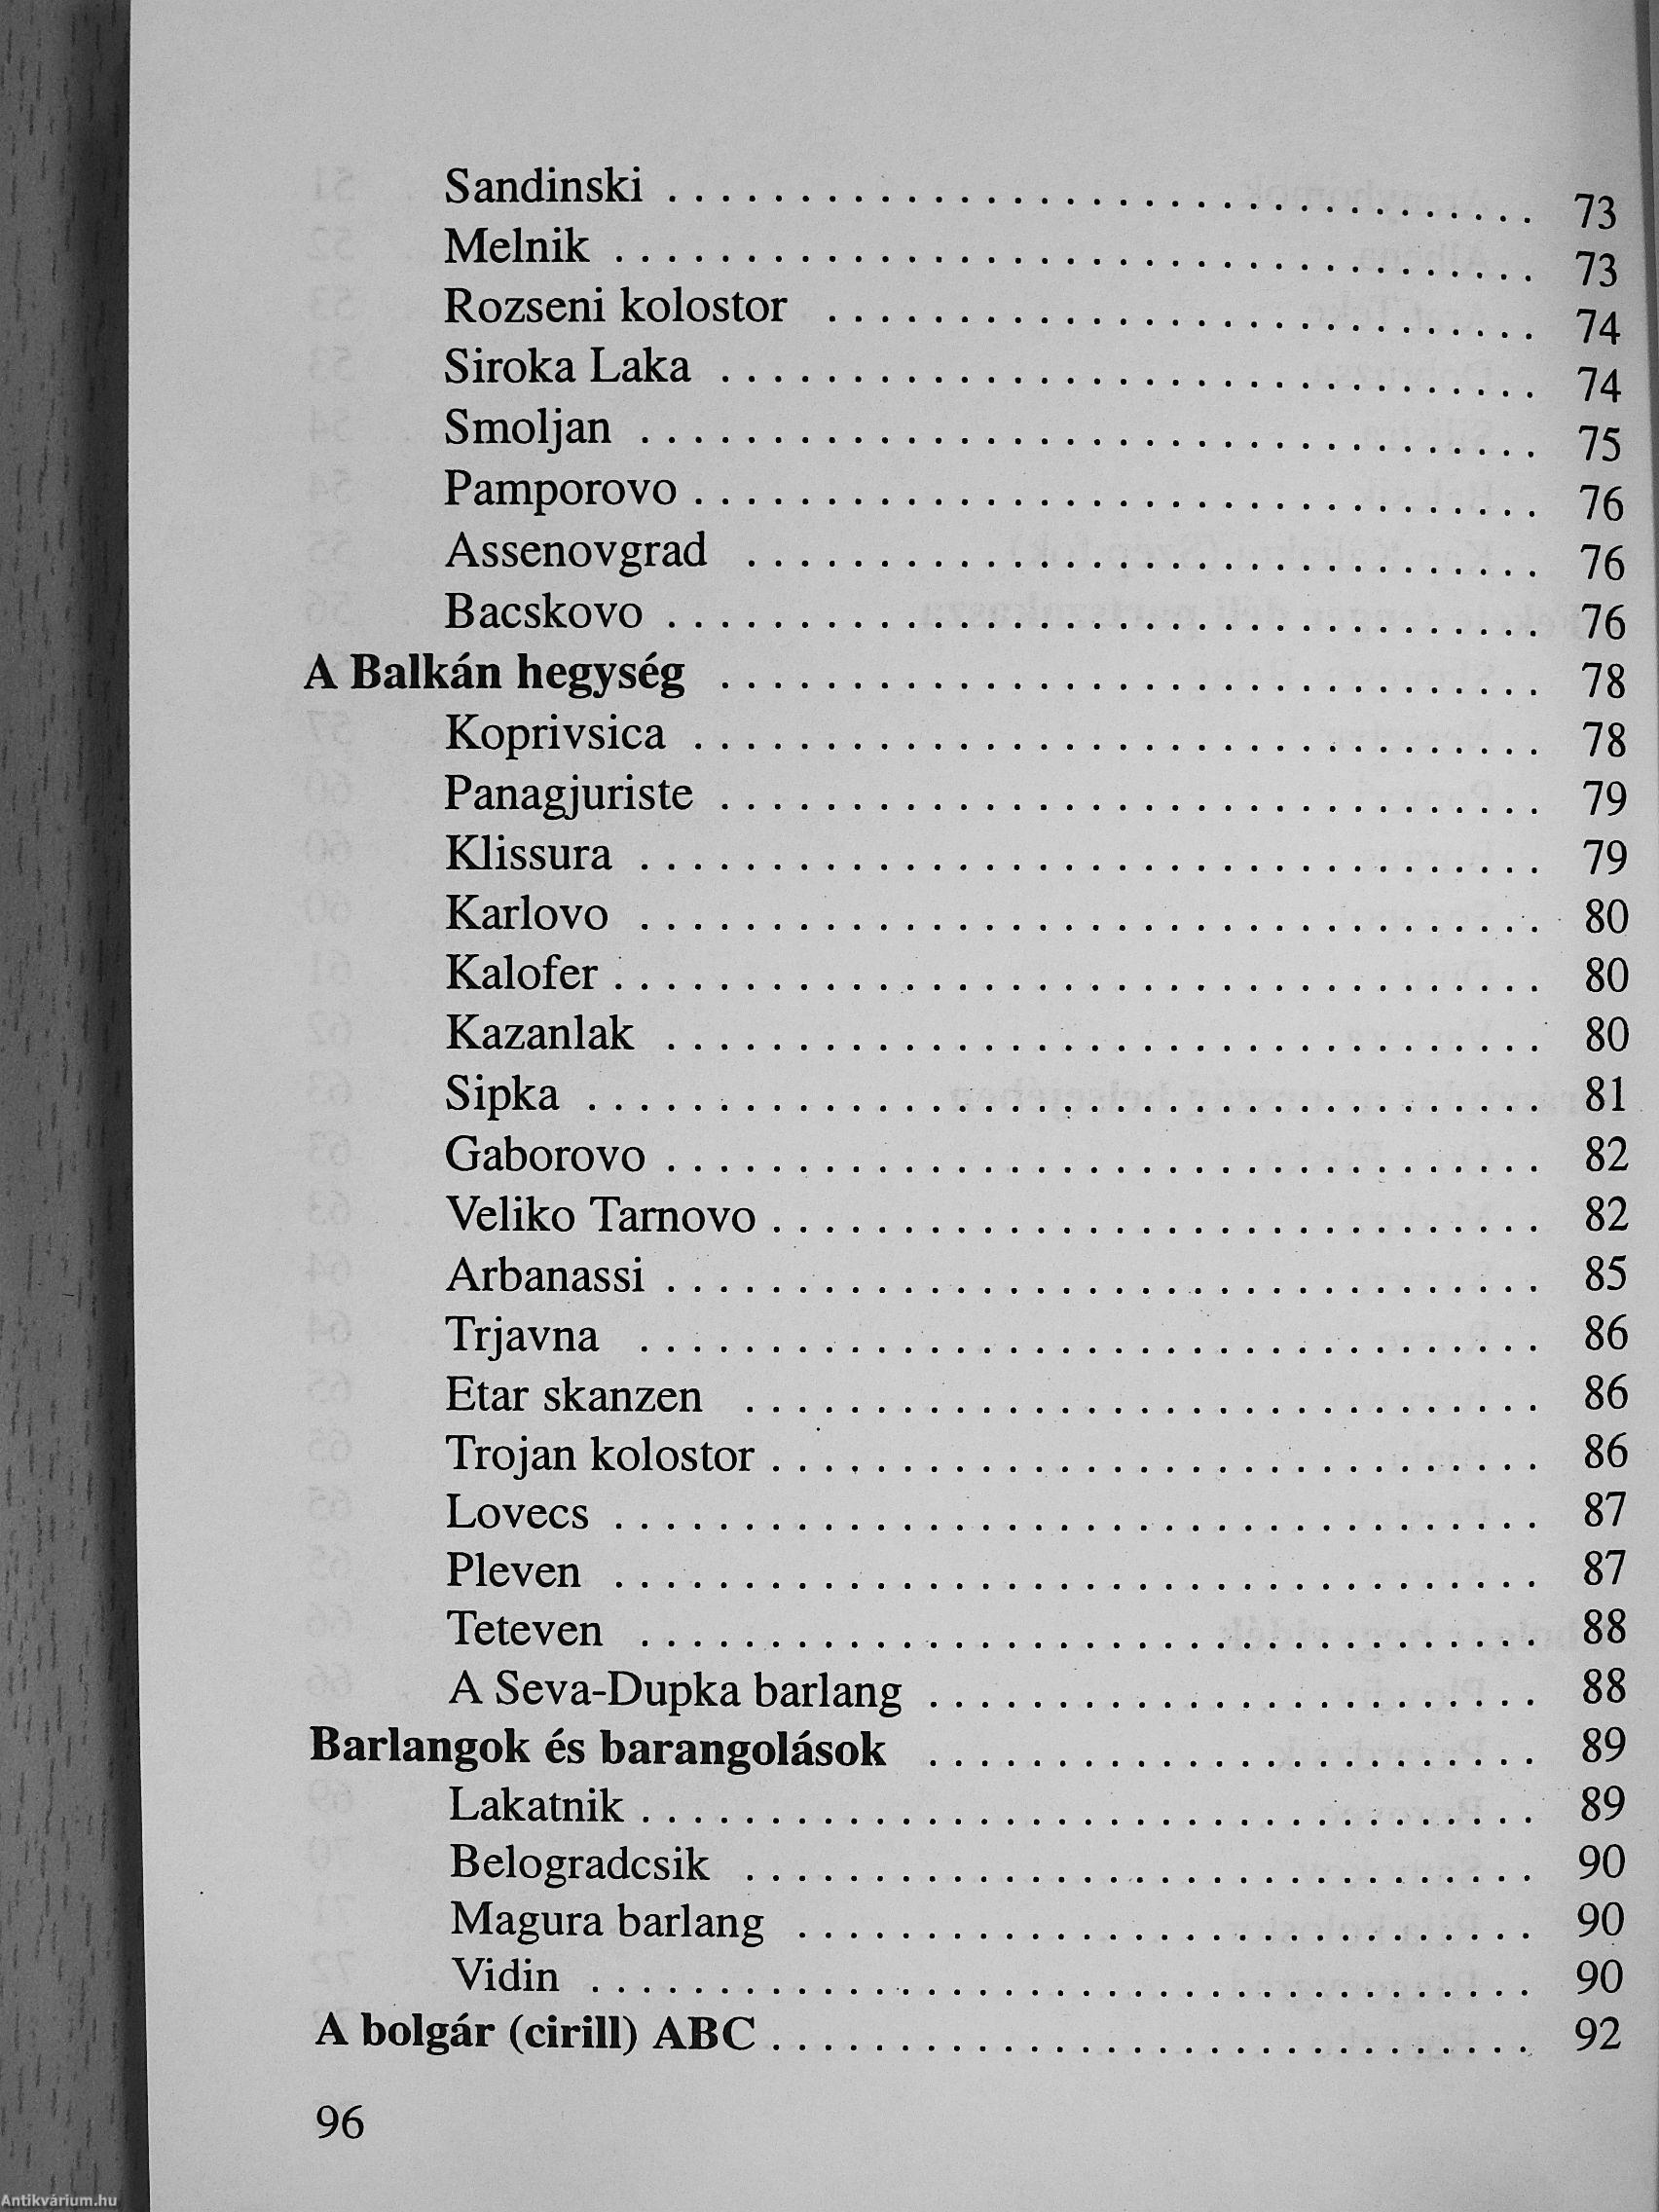 Sandinski . . . . . . . . . . . . . . . . . . . . . . . . . . . . . . . . . 73
Melnik . . . . . . . . . . . . . . . . . . . . . . . . . . . . . . . . . . . 73
Rozseni kolostor . . . . . . . . . . . . . . . . . . . . . . . . . . . 74
Siroka Laka . . . . . . . . . . . . . . . . . . . . . . . . . . . . . . . 74
Smoljan . . . . . . . . . . . . . . . . . . . . . . . . . . . . . . . . . . 75
Pamporovo . . . . . . . . . . . . . . . . . . . . . . . . . . . . . . . . 76
Assenovgrad . . . . . . . . . . . . . . . . . . . . . . . . . . . . . . 76
Bacskovo . . . . . . . . . . . . . . . . . . . . . . . . . . . . . . . . . 76
A Balkán hegység . . . . . . . . . . . . . . . . . . . . . . . . . . . . . . . 78
Koprivsica . . . . . . . . . . . . . . . . . . . . . . . . . . . . . . . . 78
Panagjuriste . . . . . . . . . . . . . . . . . . . . . . . . . . . . . . . 79
Klissura . . . . . . . . . . . . . . . . . . . . . . . . . . . . . . . . . . 79
Karlovo . . . . . . . . . . . . . . . . . . . . . . . . . . . . . . . . . . 80
Kalofer . . . . . . . . . . . . . . . . . . . . . . . . . . . . . . . . . . . 80
Kazanlak . . . . . . . . . . . . . . . . . . . . . . . . . . . . . . . . . 80
Sipka . . . . . . . . . . . . . . . . . . . . . . . . . . . . . . . . . . . . 81
Gaborovo . . . . . . . . . . . . . . . . . . . . . . . . . . . . . . . . . 82
Veliko Tarnovo . . . . . . . . . . . . . . . . . . . . . . . . . . . . . 82
Arbanassi . . . . . . . . . . . . . . . . . . . . . . . . . . . . . . . . . 85
Trjavna . . . . . . . . . . . . . . . . . . . . . . . . . . . . . . . . . . 86
Etar skanzen . . . . . . . . . . . . . . . . . . . . . . . . . . . . . . 86
Trojan kolostor . . . . . . . . . . . . . . . . . . . . . . . . . . . . . 86
Lovecs . . . . . . . . . . . . . . . . . . . . . . . . . . . . . . . . . . . 87
Pleven . . . . . . . . . . . . . . . . . . . . . . . . . . . . . . . . . . . 87
Teteven . . . . . . . . . . . . . . . . . . . . . . . . . . . . . . . . . . 88
A Seva-Dupka barlang . . . . . . . . . . . . . . . . . . . . . . . 88
Barlangok és barangolások . . . . . . . . . . . . . . . . . . . . . . . 89
Lakatnik . . . . . . . . . . . . . . . . . . . . . . . . . . . . . . . . . . 89
Belogradcsik . . . . . . . . . . . . . . . . . . . . . . . . . . . . . . 90
Magura barlang . . . . . . . . . . . . . . . . . . . . . . . . . . . . 90
Vidin . . . . . . . . . . . . . . . . . . . . . . . . . . . . . . . . . . . . 90
A bolgár (cirill) ABC . . . . . . . . . . . . . . . . . . . . . . . . . . . . . 92
96
Antikvárium.hu